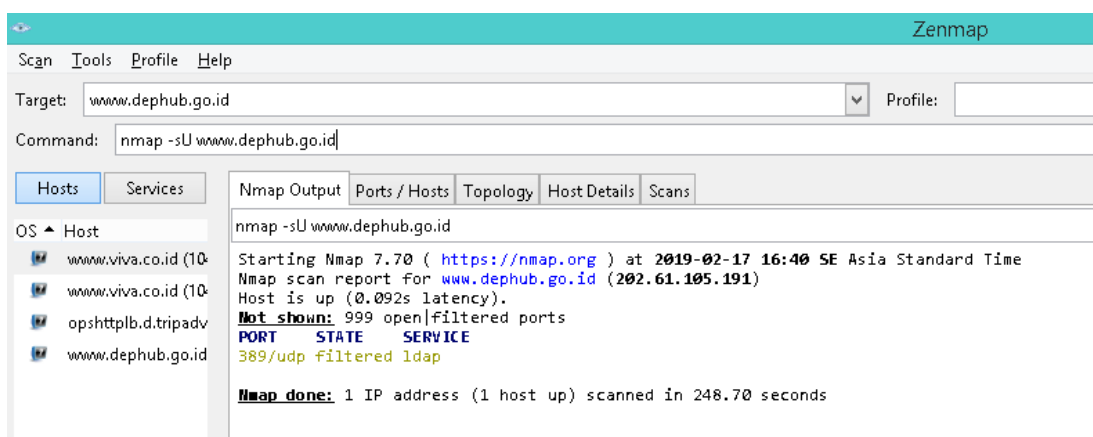 Zenmap
Scan Tools Profile Help
Target: www.dephub.go.id Profile:
Command: nmap -sU www.dephub.go.id
Hosts Services Nmap Output Ports / Hosts Topology Host Details Scans
OS Host
nmap -sU www.dephub.go.id
www.viva.co.id (10
www.viva.co.id (10
opshttplb.d.tripadv
www.dephub.go.id
Starting Nmap 7.70 ( https://nmap.org ) at 2019-02-17 16:40 SE Asia Standard Time
Nmap scan report for www.dephub.go.id (202.61.105.191)
Host is up (0.092s latency).
Not shown: 999 open|filtered ports
PORT STATE SERVICE
389/udp filtered ldap
Nmap done: 1 IP address (1 host up) scanned in 248.70 seconds